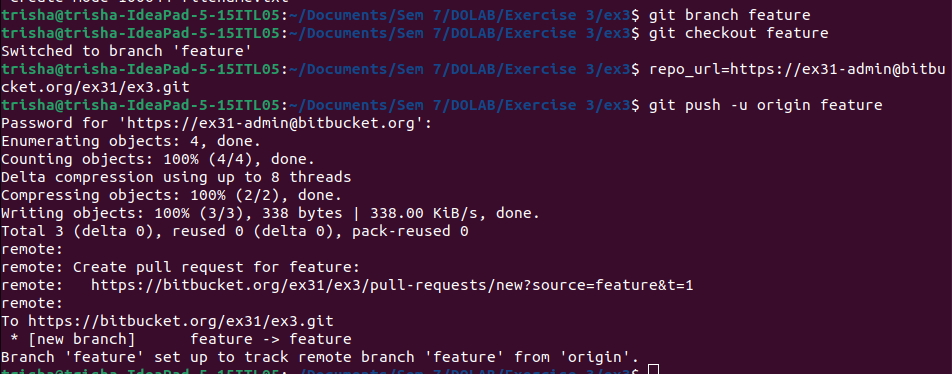 trisha@trisha-IdeaPad-5-15ITL05:~/Documents/Sem 7/DOLAB/Exercise 3/ex3$ git branch feature
trisha@trisha-IdeaPad-5-15ITL05:~/Documents/Sem 7/DOLAB/Exercise 3/ex3$ git checkout feature
Switched to branch 'feature'
trisha@trisha-IdeaPad-5-15ITL05:~/Documents/Sem 7/DOLAB/Exercise 3/ex3$ repo_url=https://ex31-admin@bitbu
cket.org/ex31/ex3.git
trisha@trisha-IdeaPad-5-15ITL05:~/Documents/Sem 7/DOLAB/Exercise 3/ex3$ git push -u origin feature
Password for 'https://ex31-admin@bitbucket.org':
Enumerating objects: 4, done.
Counting objects: 100% (4/4), done.
Delta compression using up to 8 threads
Compressing objects: 100% (2/2), done.
Writing objects: 100% (3/3), 338 bytes | 338.00 KiB/s, done.
Total 3 (delta 0), reused 0 (delta 0), pack-reused 0
remote:
remote: Create pull request for feature:
remote:   https://bitbucket.org/ex31/ex3/pull-requests/new?source=feature&t=1
remote:
To https://bitbucket.org/ex31/ex3.git
 * [new branch]      feature -> feature
Branch 'feature' set up to track remote branch 'feature' from 'origin'.
trisha@trisha-IdeaPad-5-15ITL05:~/Documents/Sem 7/DOLAB/Exercise 3/ex3$